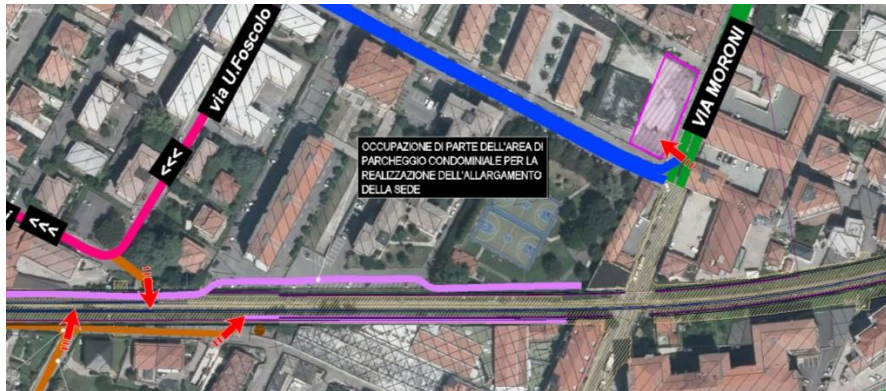 via U.Foscolo
<<<
<<<
VIA MORONI
OCCUPAZIONE DI PARTE DELL'AREA DI
PARCHEGGIO CONDOMINIALE PER LA
REALIZZAZIONE DELL'ALLARGAMENTO
DELLA SEDE